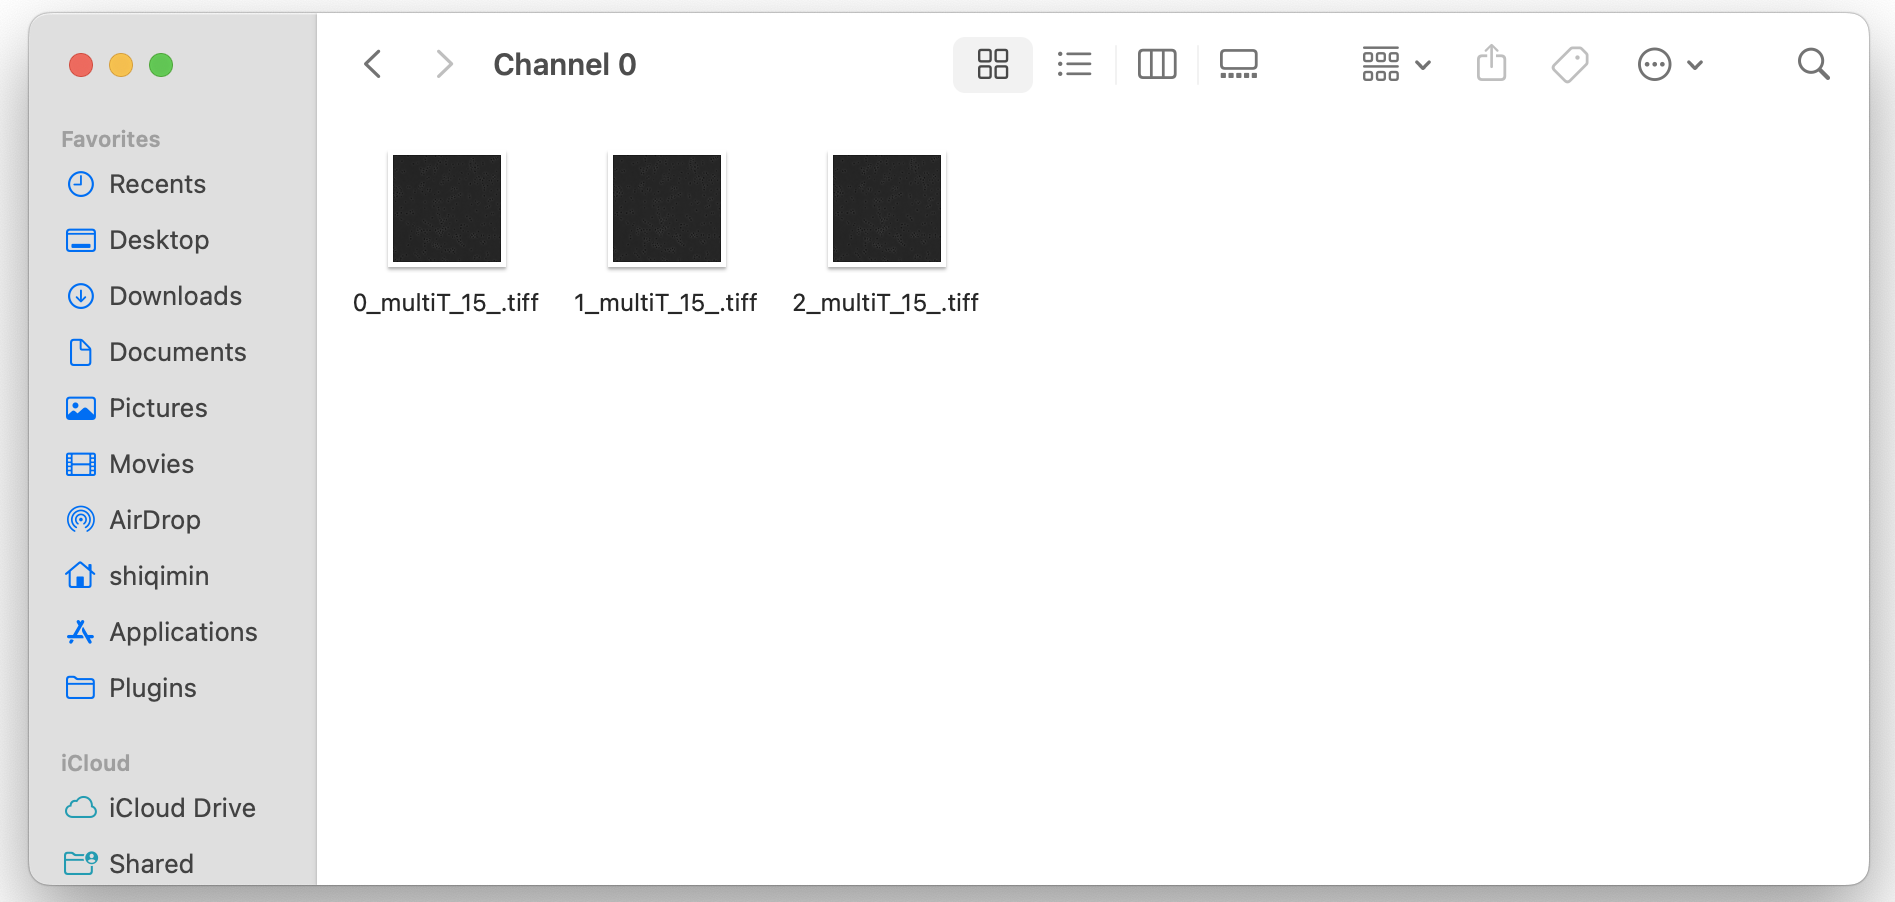 Channel 0
Favorites
Recents
Desktop
Downloads
Documents
Pictures
Movies
AirDrop
shiqimin
Applications
Plugins
iCloud
iCloud Drive
Shared
0_multiT_15_.tiff 1_multiT_15_.tiff 2_multiT_15_.tiff